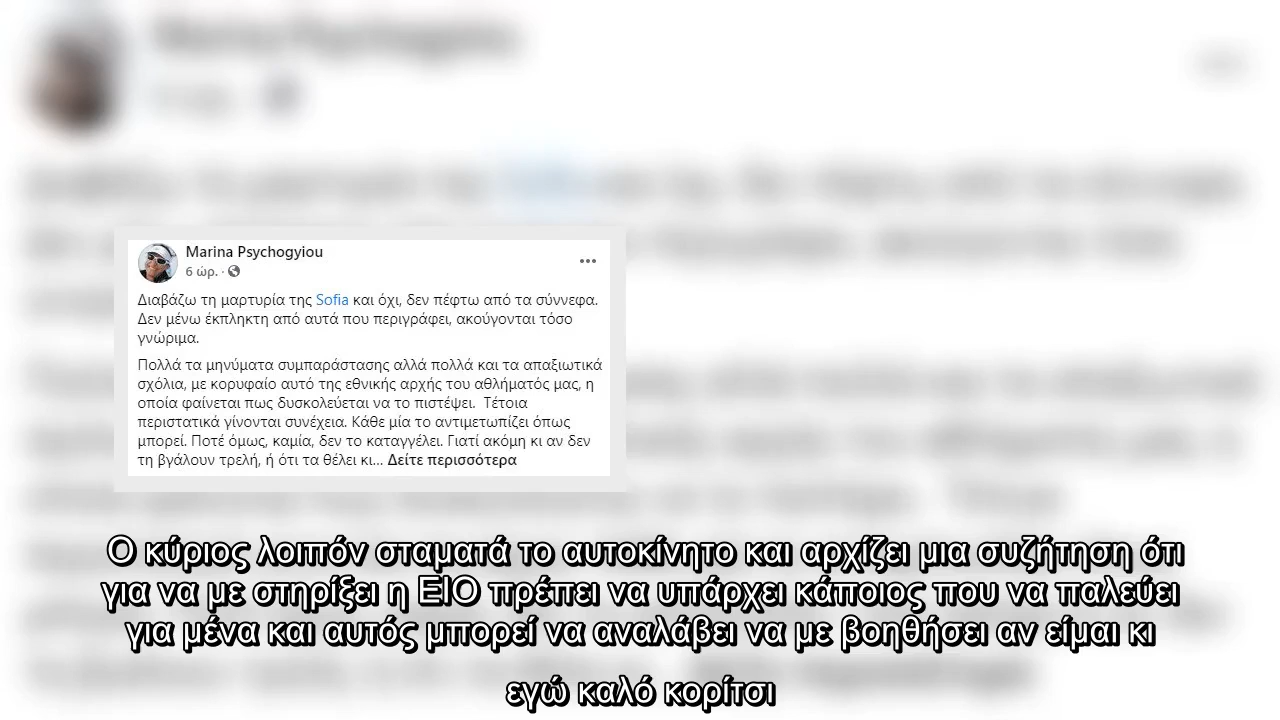 Marina Psychogyiou
6 ώρ. ·
Διαβάζω τη μαρτυρία της Sofia και όχι, δεν πέφτω από τα σύννεφα.
Δεν μένω έκπληκτη από αυτά που περιγράφει, ακούγονται τόσο
γνώριμα.
Πολλά τα μηνύματα συμπαράστασης αλλά πολλά και τα απαξιωτικά
σχόλια, με κορυφαίο αυτό της εθνικής αρχής του αθλήματός μας, η
οποία φαίνεται πως δυσκολεύεται να το πιστέψει. Τέτοια
περιστατικά γίνονται συνέχεια. Κάθε μία το αντιμετωπίζει όπως
μπορεί. Ποτέ όμως, καμία, δεν το καταγγέλει. Γιατί ακόμη κι αν δεν
τη βγάλουν τρελή, ή ότι τα θέλει κι... Δείτε περισσότερα
Ο κύριος λοιπόν σταματά το αυτοκίνητο και αρχίζει μια συζήτηση ότι
για να με στηρίξει η ΕΙΟ πρέπει να υπάρχει κάποιος που να παλεύει
για μένα και αυτός μπορεί να αναλάβει να με βοηθήσει αν είμαι κι
εγώ καλό κορίτσι